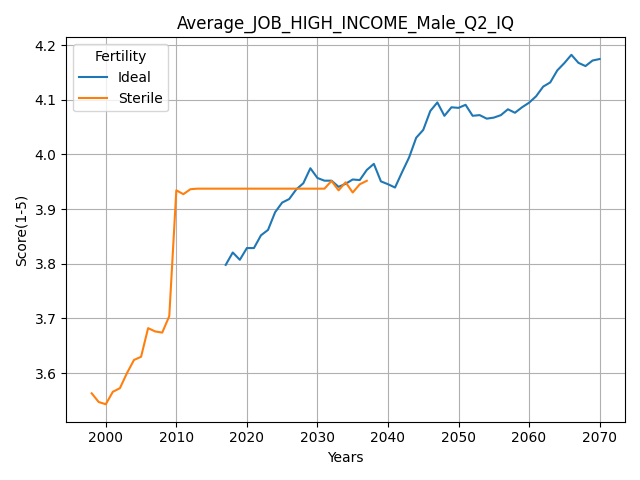 Average_JOB_HIGH_INCOME_Male_Q2_IQ
Fertility
Ideal
Sterile
Score(1-5)
4.2
4.1
4.0
3.9
3.8
3.7
3.6
2000 2010 2020 2030 2040 2050 2060 2070
Years